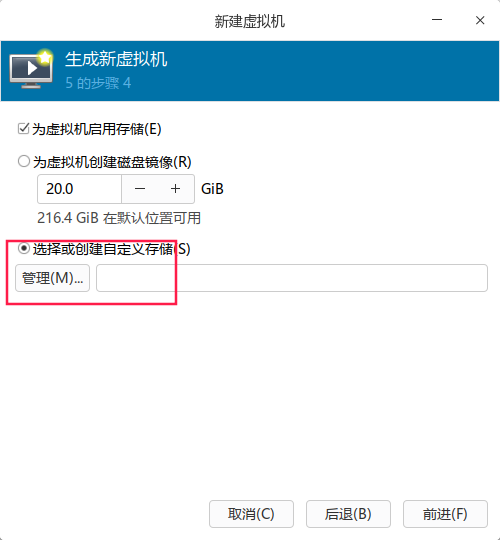 新建虚拟机
生成新虚拟机
5 的步骤 4
为虚拟机启用存储(E)
为虚拟机创建磁盘镜像(R)
20.0 GiB
216.4 GiB 在默认位置可用
选择或创建自定义存储(S)
管理(M)...
取消(C) 后退(B) 前进(F)